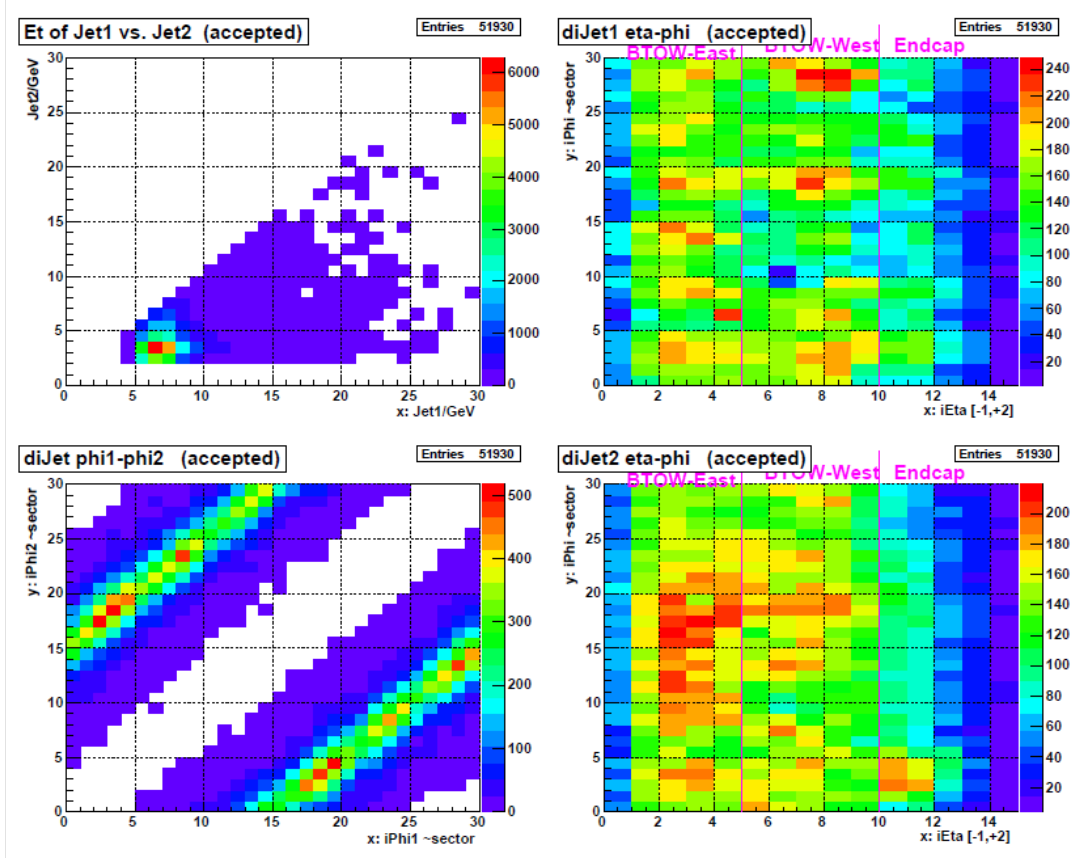 Et of Jet1 vs. Jet2 (accepted)
Entries 51930
Jet2/GeV
30
25
20
15
10
5
0
0 5 10 15 20 25 30
x: Jet1/GeV
6000
5000
4000
3000
2000
1000
0
diJet1 eta-phi (accepted)
Entries 51930
BTOW-East BTOW-West Endcap
y: iPhi ~sector
30
25
20
15
10
5
0
0 2 4 6 8 10 12 14
x: iEta [-1,+2]
240
220
200
180
160
140
120
100
80
60
40
20
diJet phi1-phi2 (accepted)
Entries 51930
y: iPhi2 ~sector
30
25
20
15
10
5
0
0 5 10 15 20 25 30
x: iPhi1 ~sector
500
400
300
200
100
0
diJet2 eta-phi (accepted)
Entries 51930
BTOW-East BTOW-West Endcap
y: iPhi ~sector
30
25
20
15
10
5
0
0 2 4 6 8 10 12 14
x: iEta [-1,+2]
200
180
160
140
120
100
80
60
40
20